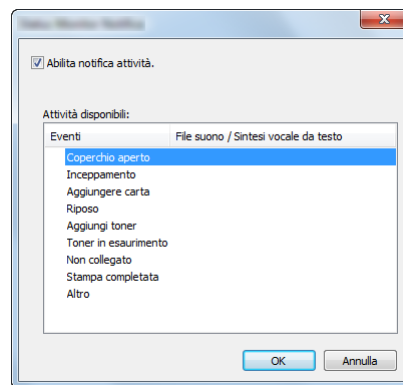 Abilita notifica attività.
Attività disponibili:
Eventi File suono / Sintesi vocale da testo
Coperchio aperto
Inceppamento
Aggiungere carta
Riposo
Aggiungi toner
Toner in esaurimento
Non collegato
Stampa completata
Altro
OK Annulla